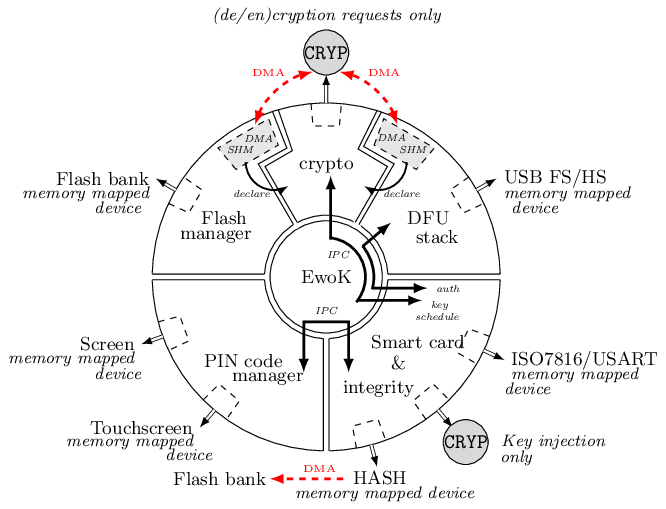 (de/en)cryption requests only
CRYP
DMA
DMA
DMA
SHM
DMA
SHM
crypto
declare
declare
Flash bank
memory mapped
device
USB FS/HS
memory mapped
device
Flash
manager
DFU
stack
IPC
EwoK
auth
key
schedule
IPC
Screen
memory mapped
device
PIN code
manager
Smart card
&
integrity
ISO7816/USART
memory mapped
device
Touchscreen
memory mapped
device
CRYP
Key injection
only
Flash bank
DMA
HASH
memory mapped device